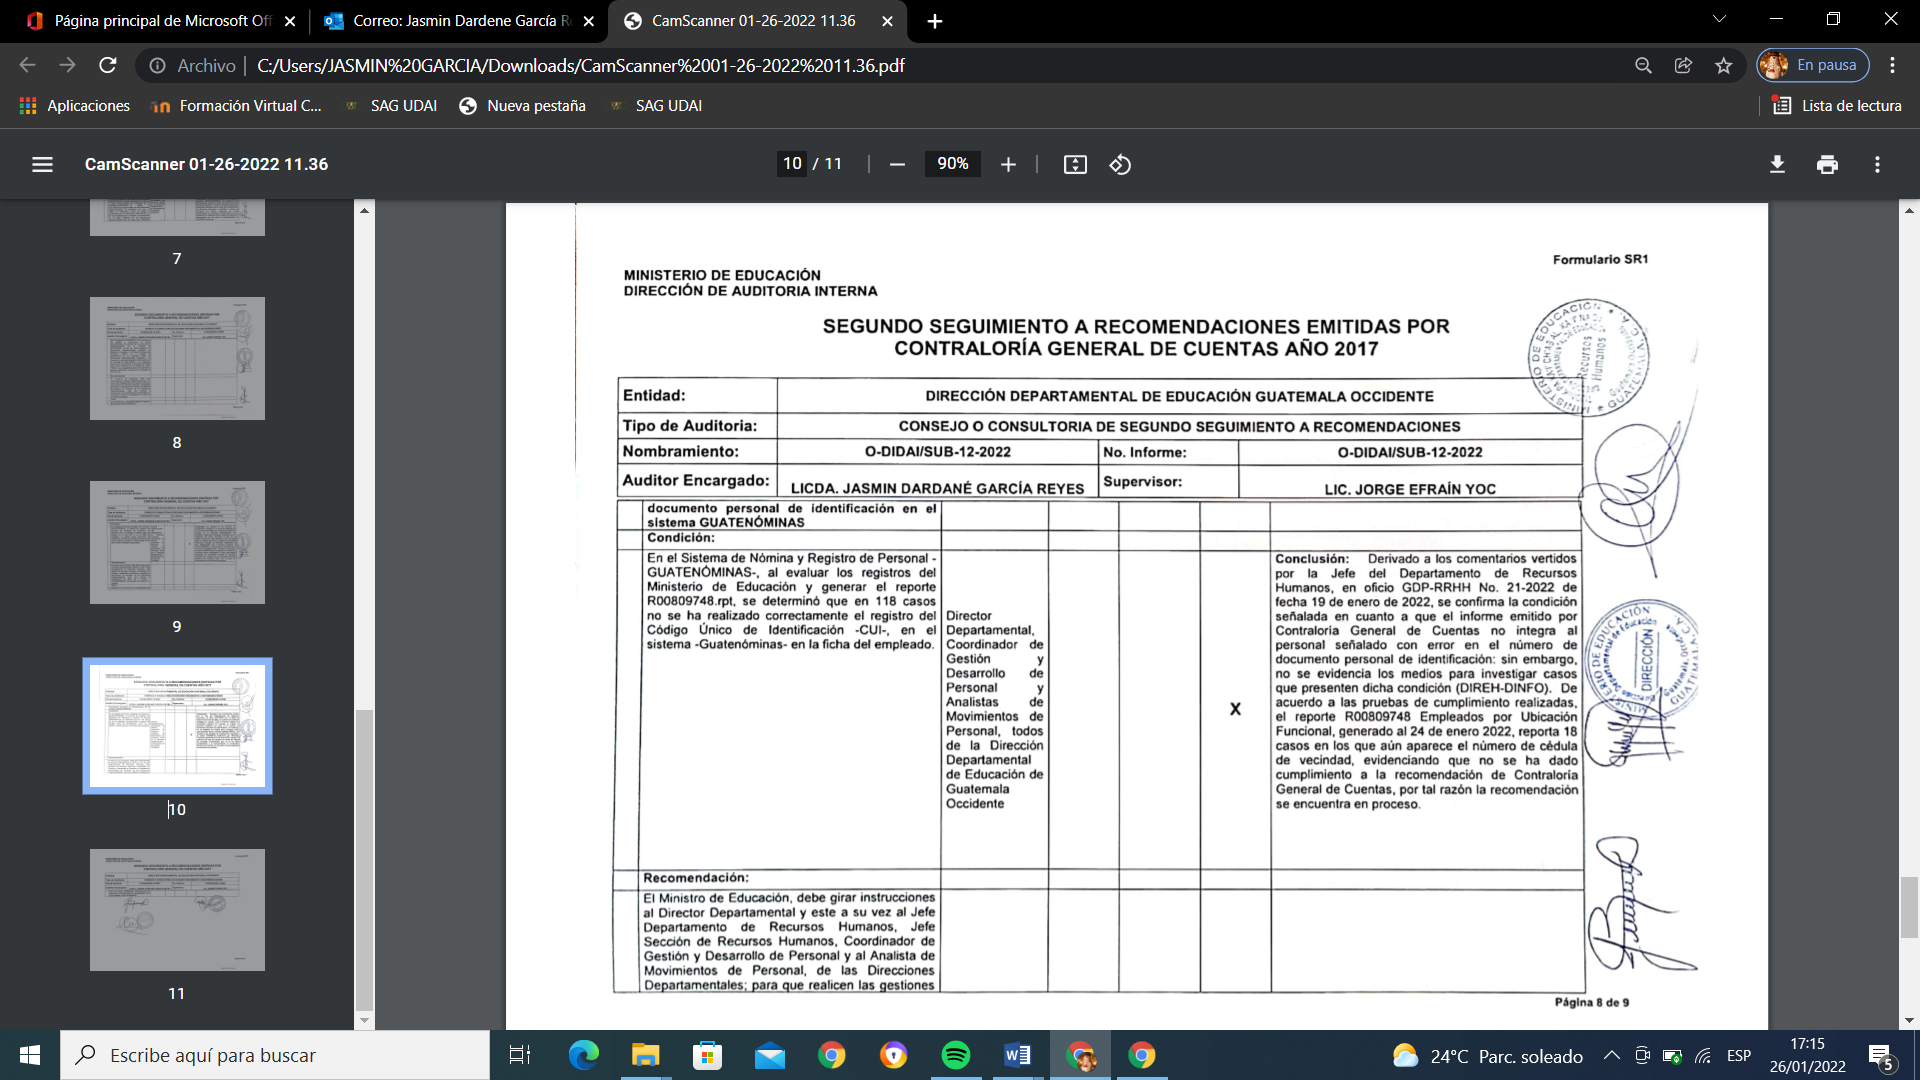 Página principal de Microsoft Off
Correo: Jasmin Dardene García Re
CamScanner 01-26-2022 11.36
Archivo
C:/Users/JASMIN%20GARCIA/Downloads/CamScanner%2001-26-2022%2011.36.pdf
En pausa
Aplicaciones
Formación Virtual C...
SAG UDAI
Nueva pestaña
SAG UDAI
Lista de lectura
CamScanner 01-26-2022 11.36
10 / 11
90%
7
8
9
10
11
Formulario SR1
MINISTERIO DE EDUCACIÓN
DIRECCIÓN DE AUDITORIA INTERNA
SEGUNDO SEGUIMIENTO A RECOMENDACIONES EMITIDAS POR
CONTRALORÍA GENERAL DE CUENTAS AÑO 2017
Entidad:
DIRECCIÓN DEPARTAMENTAL DE EDUCACIÓN GUATEMALA OCCIDENTE
Tipo de Auditoria:
CONSEJO O CONSULTORIA DE SEGUNDO SEGUIMIENTO A RECOMENDACIONES
Nombramiento:
O-DIDAI/SUB-12-2022
No. Informe:
O-DIDAI/SUB-12-2022
Auditor Encargado:
LICDA. JASMIN DARDANÉ GARCÍA REYES
Supervisor:
LIC. JORGE EFRAÍN YOC
documento personal de identificación en el
sistema GUATENÓMINAS
Condición:
En el Sistema de Nómina y Registro de Personal -
GUATENÓMINAS-, al evaluar los registros del
Ministerio de Educación y generar el reporte
R00809748.rpt, se determinó que en 118 casos
no se ha realizado correctamente el registro del
Código Único de Identificación -CUI-, en el
sistema -Guatenóminas- en la ficha del empleado.
Director
Departamental,
Coordinador de
Gestión y
Desarrollo de
Personal y
Analistas de
Movimientos de
Personal, todos
de la Dirección
Departamental
de Educación de
Guatemala
Occidente
X
Conclusión: Derivado a los comentarios vertidos
por la Jefe del Departamento de Recursos
Humanos, en oficio GDP-RRHH No. 21-2022 de
fecha 19 de enero de 2022, se confirma la condición
señalada en cuanto a que el informe emitido por
Contraloría General de Cuentas no integra al
personal señalado con error en el número de
documento personal de identificación: sin embargo,
no se evidencia los medios para investigar casos
que presenten dicha condición (DIREH-DINFO). De
acuerdo a las pruebas de cumplimiento realizadas,
el reporte R00809748 Empleados por Ubicación
Funcional, generado al 24 de enero 2022, reporta 18
casos en los que aún aparece el número de cédula
de vecindad, evidenciando que no se ha dado
cumplimiento a la recomendación de Contraloría
General de Cuentas, por tal razón la recomendación
se encuentra en proceso.
Recomendación:
El Ministro de Educación, debe girar instrucciones
al Director Departamental y este a su vez al Jefe
Departamento de Recursos Humanos, Jefe
Sección de Recursos Humanos, Coordinador de
Gestión y Desarrollo de Personal y al Analista de
Movimientos de Personal, de las Direcciones
Departamentales; para que realicen las gestiones
MINISTERIO DE EDUCACIÓN
Recursos
Humanos
DIRECCIÓN
Página 8 de 9
Escribe aquí para buscar
24°C Parc. soleado
ESP
17:15
26/01/2022
5